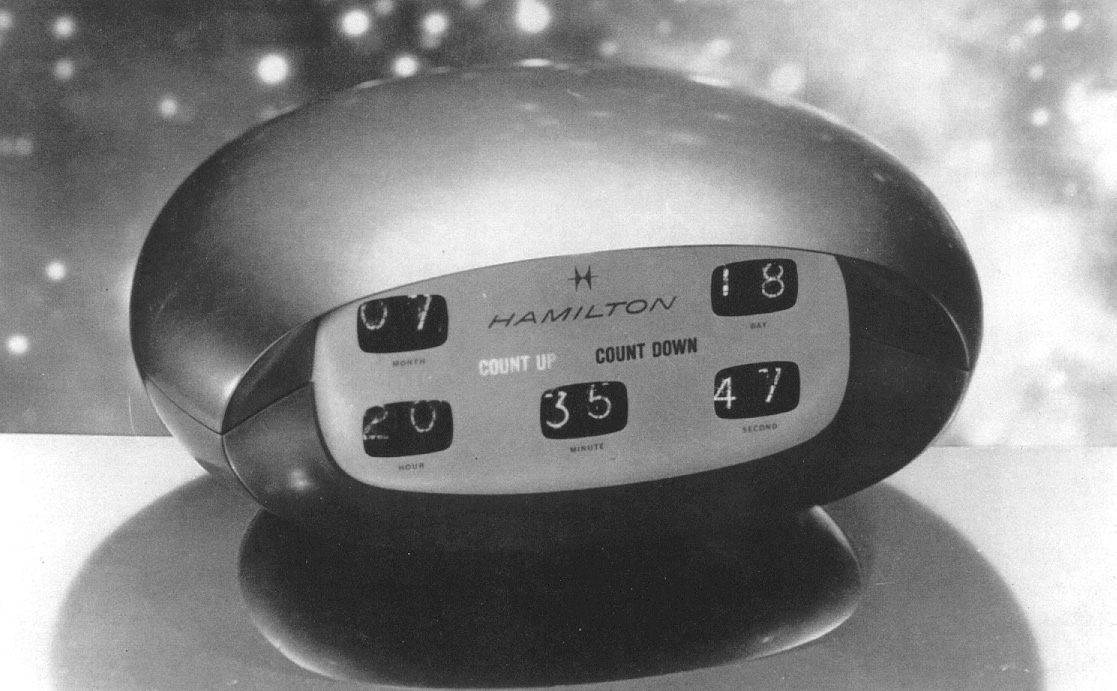 07 18
MONTH HAMILTON DAY
COUNT UP COUNT DOWN
20 35 47
HOUR MINUTE SECOND